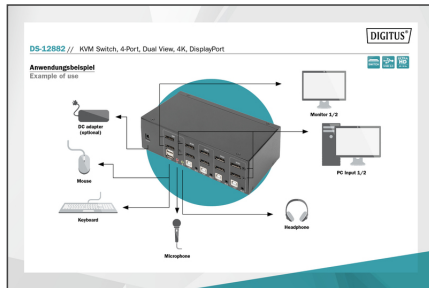 DIGITUS®
DS-12882 // KVM Switch, 4-Port, Dual View, 4K, DisplayPort
Anwendungsbeispiel
Example of use
DC adapter
(optional)
Monitor 1/2
PC Input 1/2
Mouse
Keyboard
Headphone
Microphone